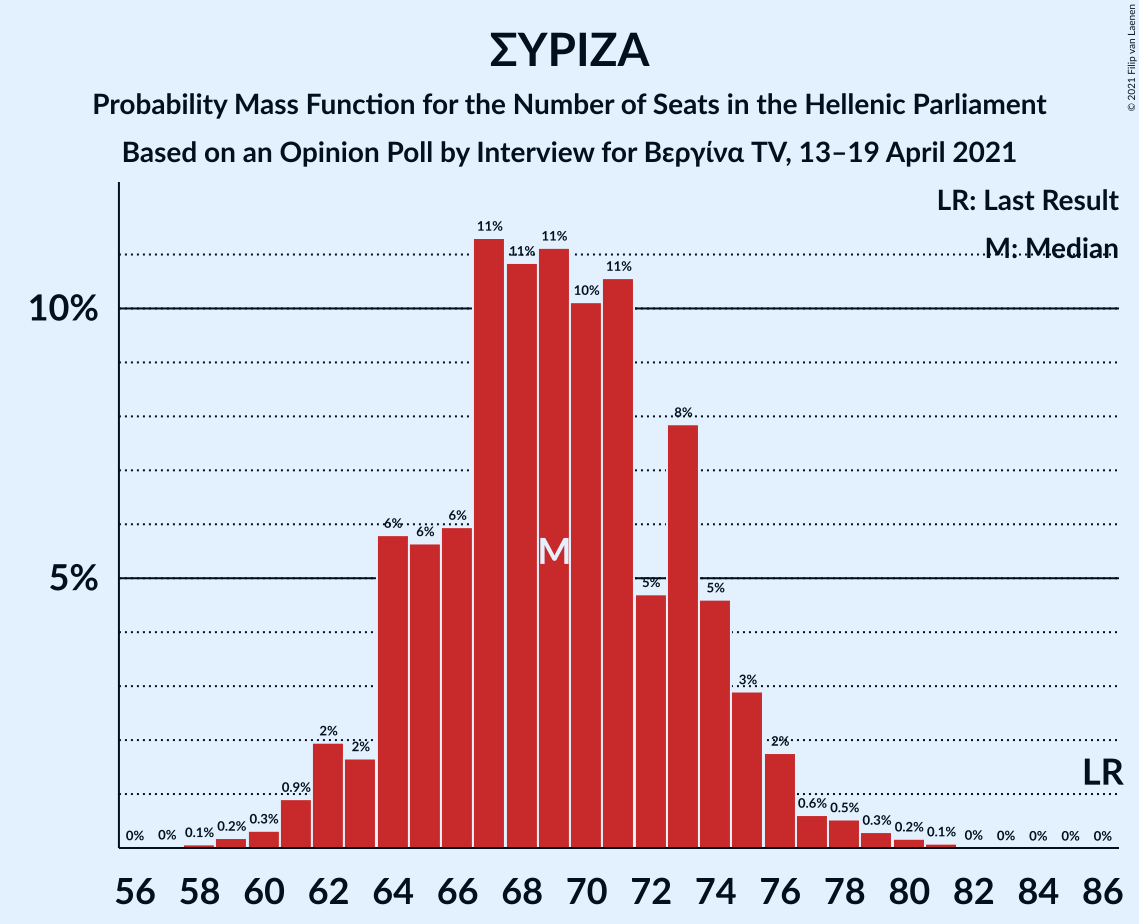 ΣΥΡΙΖΑ
Probability Mass Function for the Number of Seats in the Hellenic Parliament
Based on an Opinion Poll by Interview for Βεργίνα TV, 13–19 April 2021
© 2021 Filip van Laenen
LR: Last Result
M: Median
10%
5%
0% 0% 0.1% 0.2% 0.3% 0.9% 2% 2% 6% 6% 6% 11% 11% 11% 10% 11% 5% 8% 5% 3% 2% 0.6% 0.5% 0.3% 0.2% 0.1% 0% 0% 0% 0% 0%
M
LR
56 58 60 62 64 66 68 70 72 74 76 78 80 82 84 86